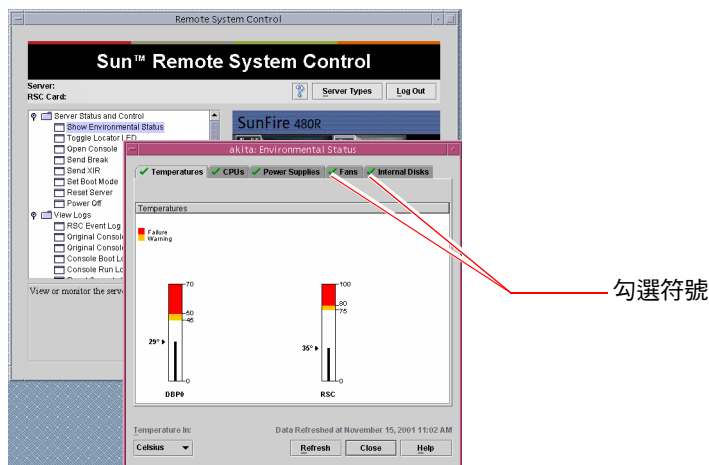 Remote System Control
Sun™ Remote System Control
Server:
RSC Card:
Server Types
Log Out
Server Status and Control
Show Environmental Status
Toggle Locator LED
Open Console
Send Break
Send XIR
Set Boot Mode
Reset Server
Power Off
View Logs
RSC Event Log
Original Consol
Original Consol
Console Boot Lo
Console Run Lo
View or monitor the serve
SunFire 480R
akita: Environmental Status
Temperatures
CPUs
Power Supplies
Fans
Internal Disks
Temperatures
Failure
Warning
70
50
45
29°
0
DBP0
100
80
75
35°
0
RSC
Temperature In:
Data Refreshed at November 15, 2001 11:02 AM
Celsius
Refresh
Close
Help
勾選符號